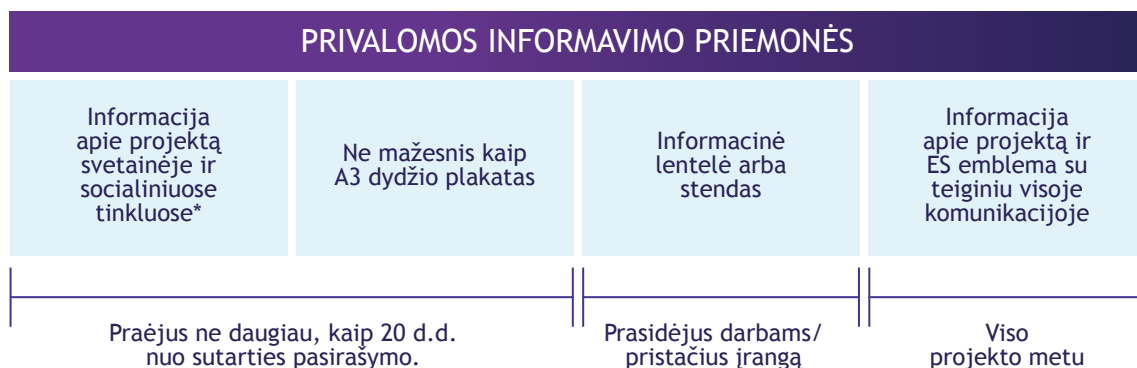 PRIVALOMOS INFORMAVIMO PRIEMONĖS
Informacija
apie projektą
svetainėje ir
socialiniuose
tinkluose*
Ne mažesnis kaip
A3 dydžio plakatas
Informacinė
lentelė arba
stendas
Informacija
apie projektą ir
ES emblema su
teiginiu visoje
komunikacijoje
Praėjus ne daugiau, kaip 20 d.d.
nuo sutarties pasirašymo.
Prasidėjus darbams/
pristačius įrangą
Viso
projekto metu